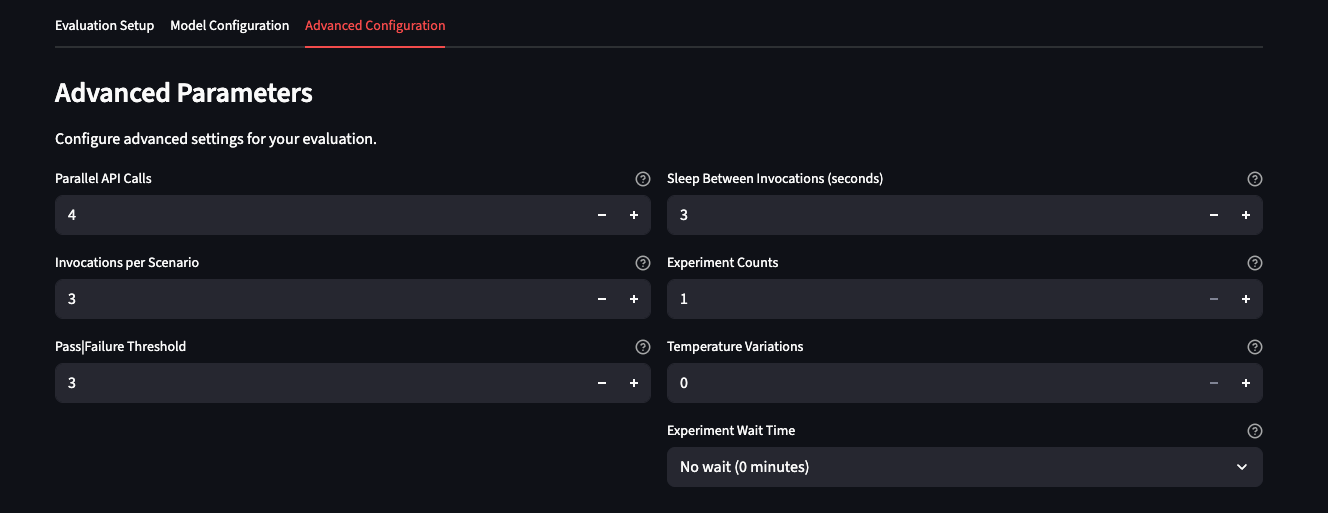 Evaluation Setup Model Configuration Advanced Configuration
Advanced Parameters
Configure advanced settings for your evaluation.
Parallel API Calls
4
Sleep Between Invocations (seconds)
3
Invocations per Scenario
3
Experiment Counts
1
Pass|Failure Threshold
3
Temperature Variations
0
Experiment Wait Time
No wait (0 minutes)